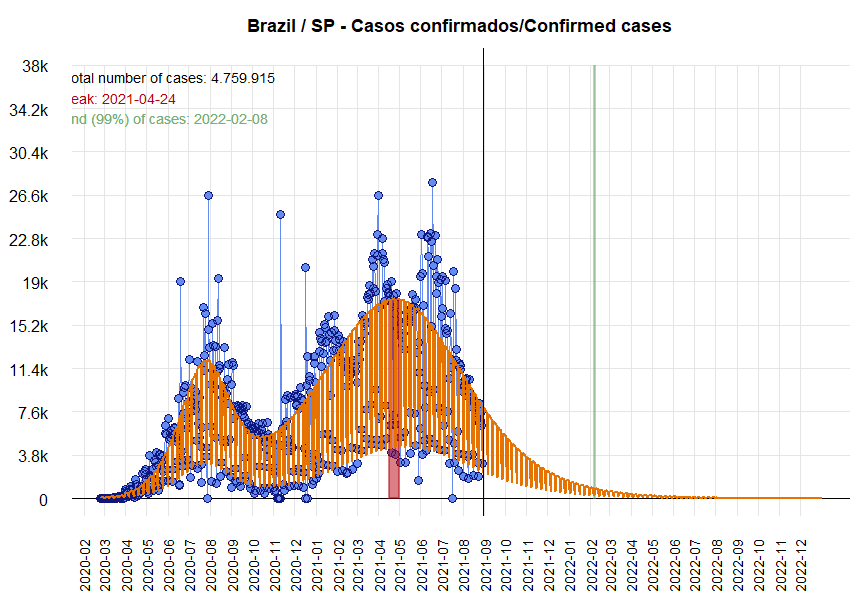 Brazil / SP - Casos confirmados/Confirmed cases
38k
34.2k
30.4k
26.6k
22.8k
19k
15.2k
11.4k
7.6k
3.8k
0
otal number of cases: 4.759.915
eak: 2021-04-24
nd (99%) of cases: 2022-02-08
2020-02
2020-03
2020-04
2020-05
2020-06
2020-07
2020-08
2020-09
2020-10
2020-11
2020-12
2021-01
2021-02
2021-03
2021-04
2021-05
2021-06
2021-07
2021-08
2021-09
2021-10
2021-11
2021-12
2022-01
2022-02
2022-03
2022-04
2022-05
2022-06
2022-07
2022-08
2022-09
2022-10
2022-11
2022-12